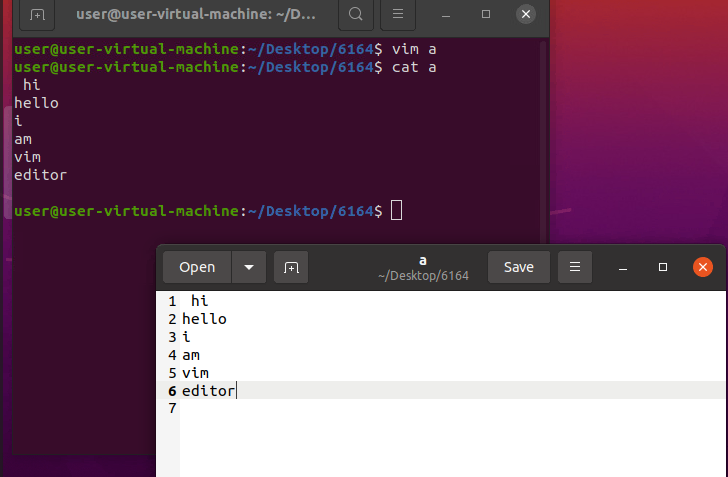 user@user-virtual-machine: ~/D...
user@user-virtual-machine:~/Desktop/6164$ vim a
user@user-virtual-machine:~/Desktop/6164$ cat a
 hi
hello
i
am
vim
editor
user@user-virtual-machine:~/Desktop/6164$
Open
a
~/Desktop/6164
Save
1  hi
2 hello
3 i
4 am
5 vim
6 editor
7